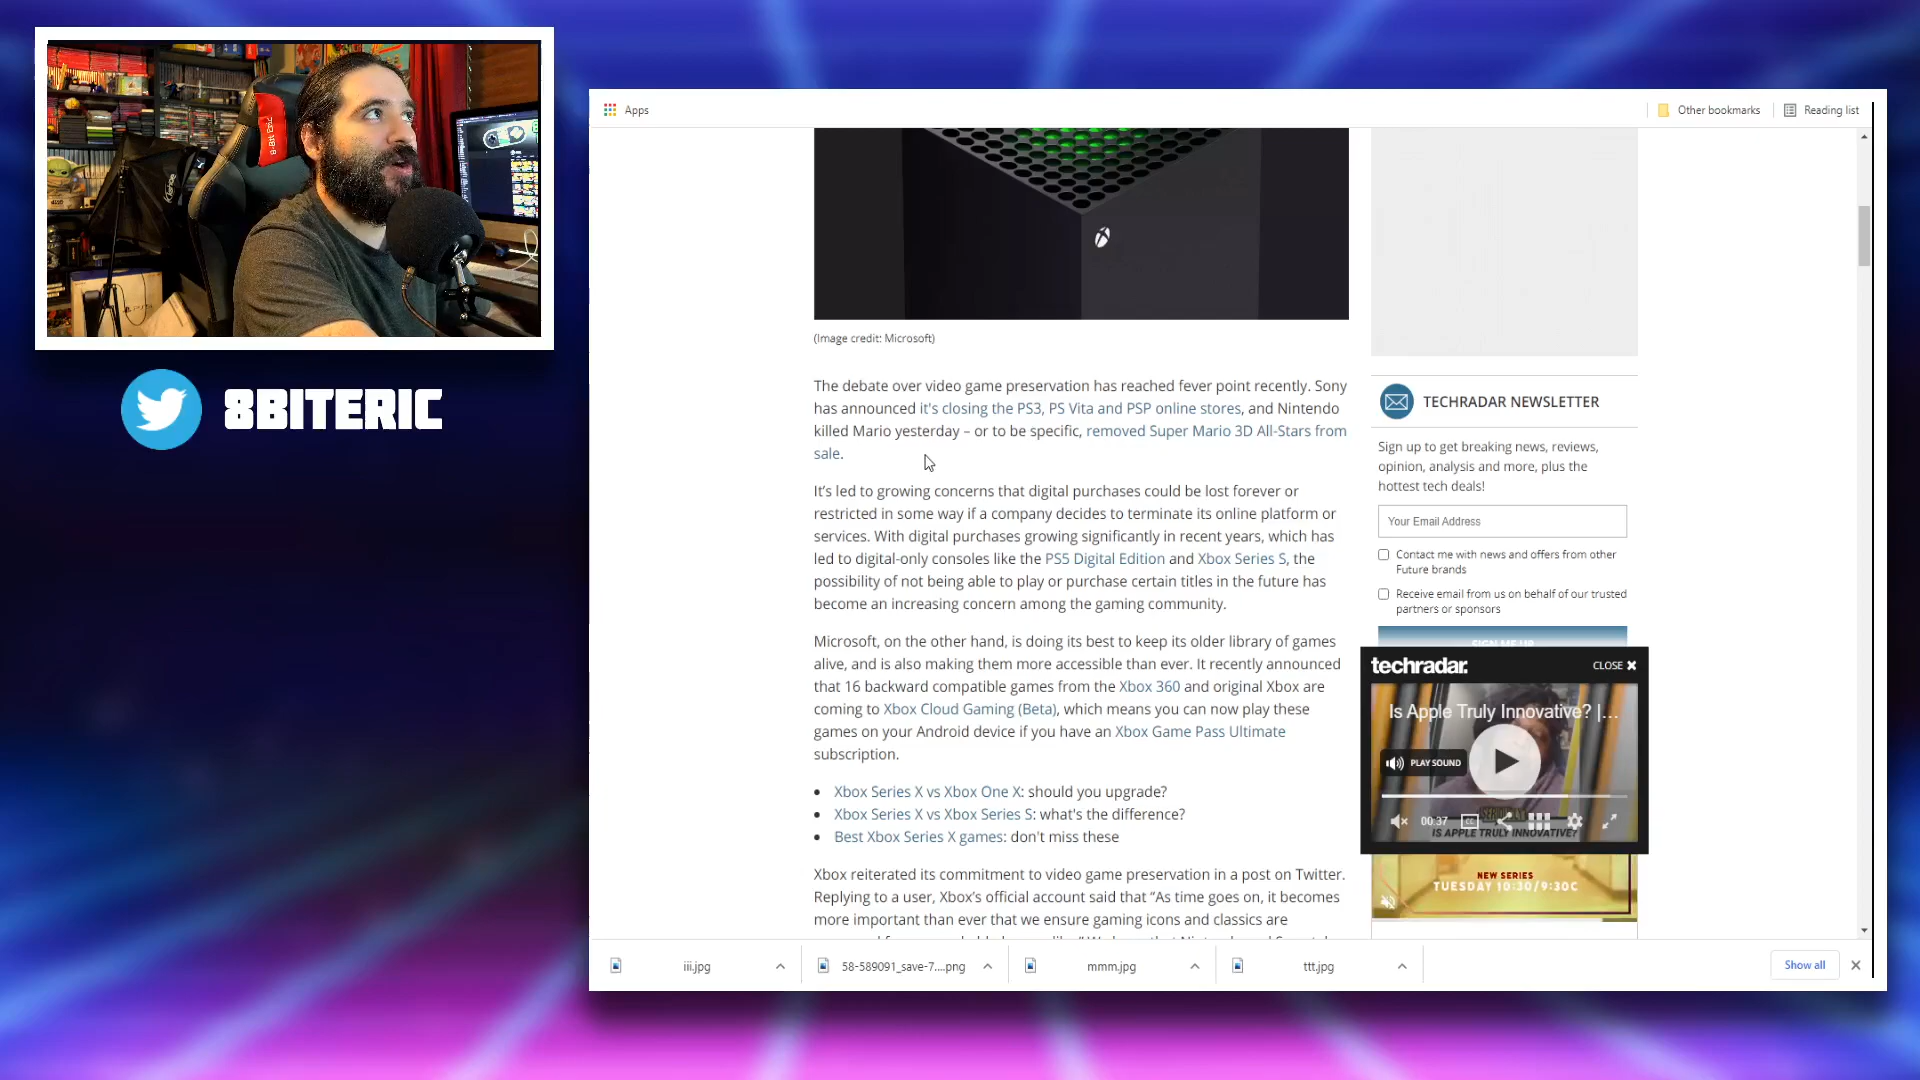 8-Bit Eric
8BITERIC
Apps
Other bookmarks
Reading list
(Image credit: Microsoft)
The debate over video game preservation has reached fever point recently. Sony
has announced it's closing the PS3, PS Vita and PSP online stores, and Nintendo
killed Mario yesterday – or to be specific, removed Super Mario 3D All-Stars from
sale.
It’s led to growing concerns that digital purchases could be lost forever or
restricted in some way if a company decides to terminate its online platform or
services. With digital purchases growing significantly in recent years, which has
led to digital-only consoles like the PS5 Digital Edition and Xbox Series S, the
possibility of not being able to play or purchase certain titles in the future has
become an increasing concern among the gaming community.
Microsoft, on the other hand, is doing its best to keep its older library of games
alive, and is also making them more accessible than ever. It recently announced
that 16 backward compatible games from the Xbox 360 and original Xbox are
coming to Xbox Cloud Gaming (Beta), which means you can now play these
games on your Android device if you have an Xbox Game Pass Ultimate
subscription.
Xbox Series X vs Xbox One X: should you upgrade?
Xbox Series X vs Xbox Series S: what's the difference?
Best Xbox Series X games: don't miss these
Xbox reiterated its commitment to video game preservation in a post on Twitter.
Replying to a user, Xbox’s official account said that “As time goes on, it becomes
more important than ever that we ensure gaming icons and classics are
TECHRADAR NEWSLETTER
Sign up to get breaking news, reviews,
opinion, analysis and more, plus the
hottest tech deals!
Your Email Address
Contact me with news and offers from other
Future brands
Receive email from us on behalf of our trusted
partners or sponsors
SIGN ME UP
techradar.
CLOSE
Is Apple Truly Innovative? |...
PLAY SOUND
00:37
CC
IS APPLE TRULY INNOVATIVE?
NEW SERIES
TUESDAY 10:30/9:30C
iii.jpg
58-589091_save-7....png
mmm.jpg
ttt.jpg
Show all